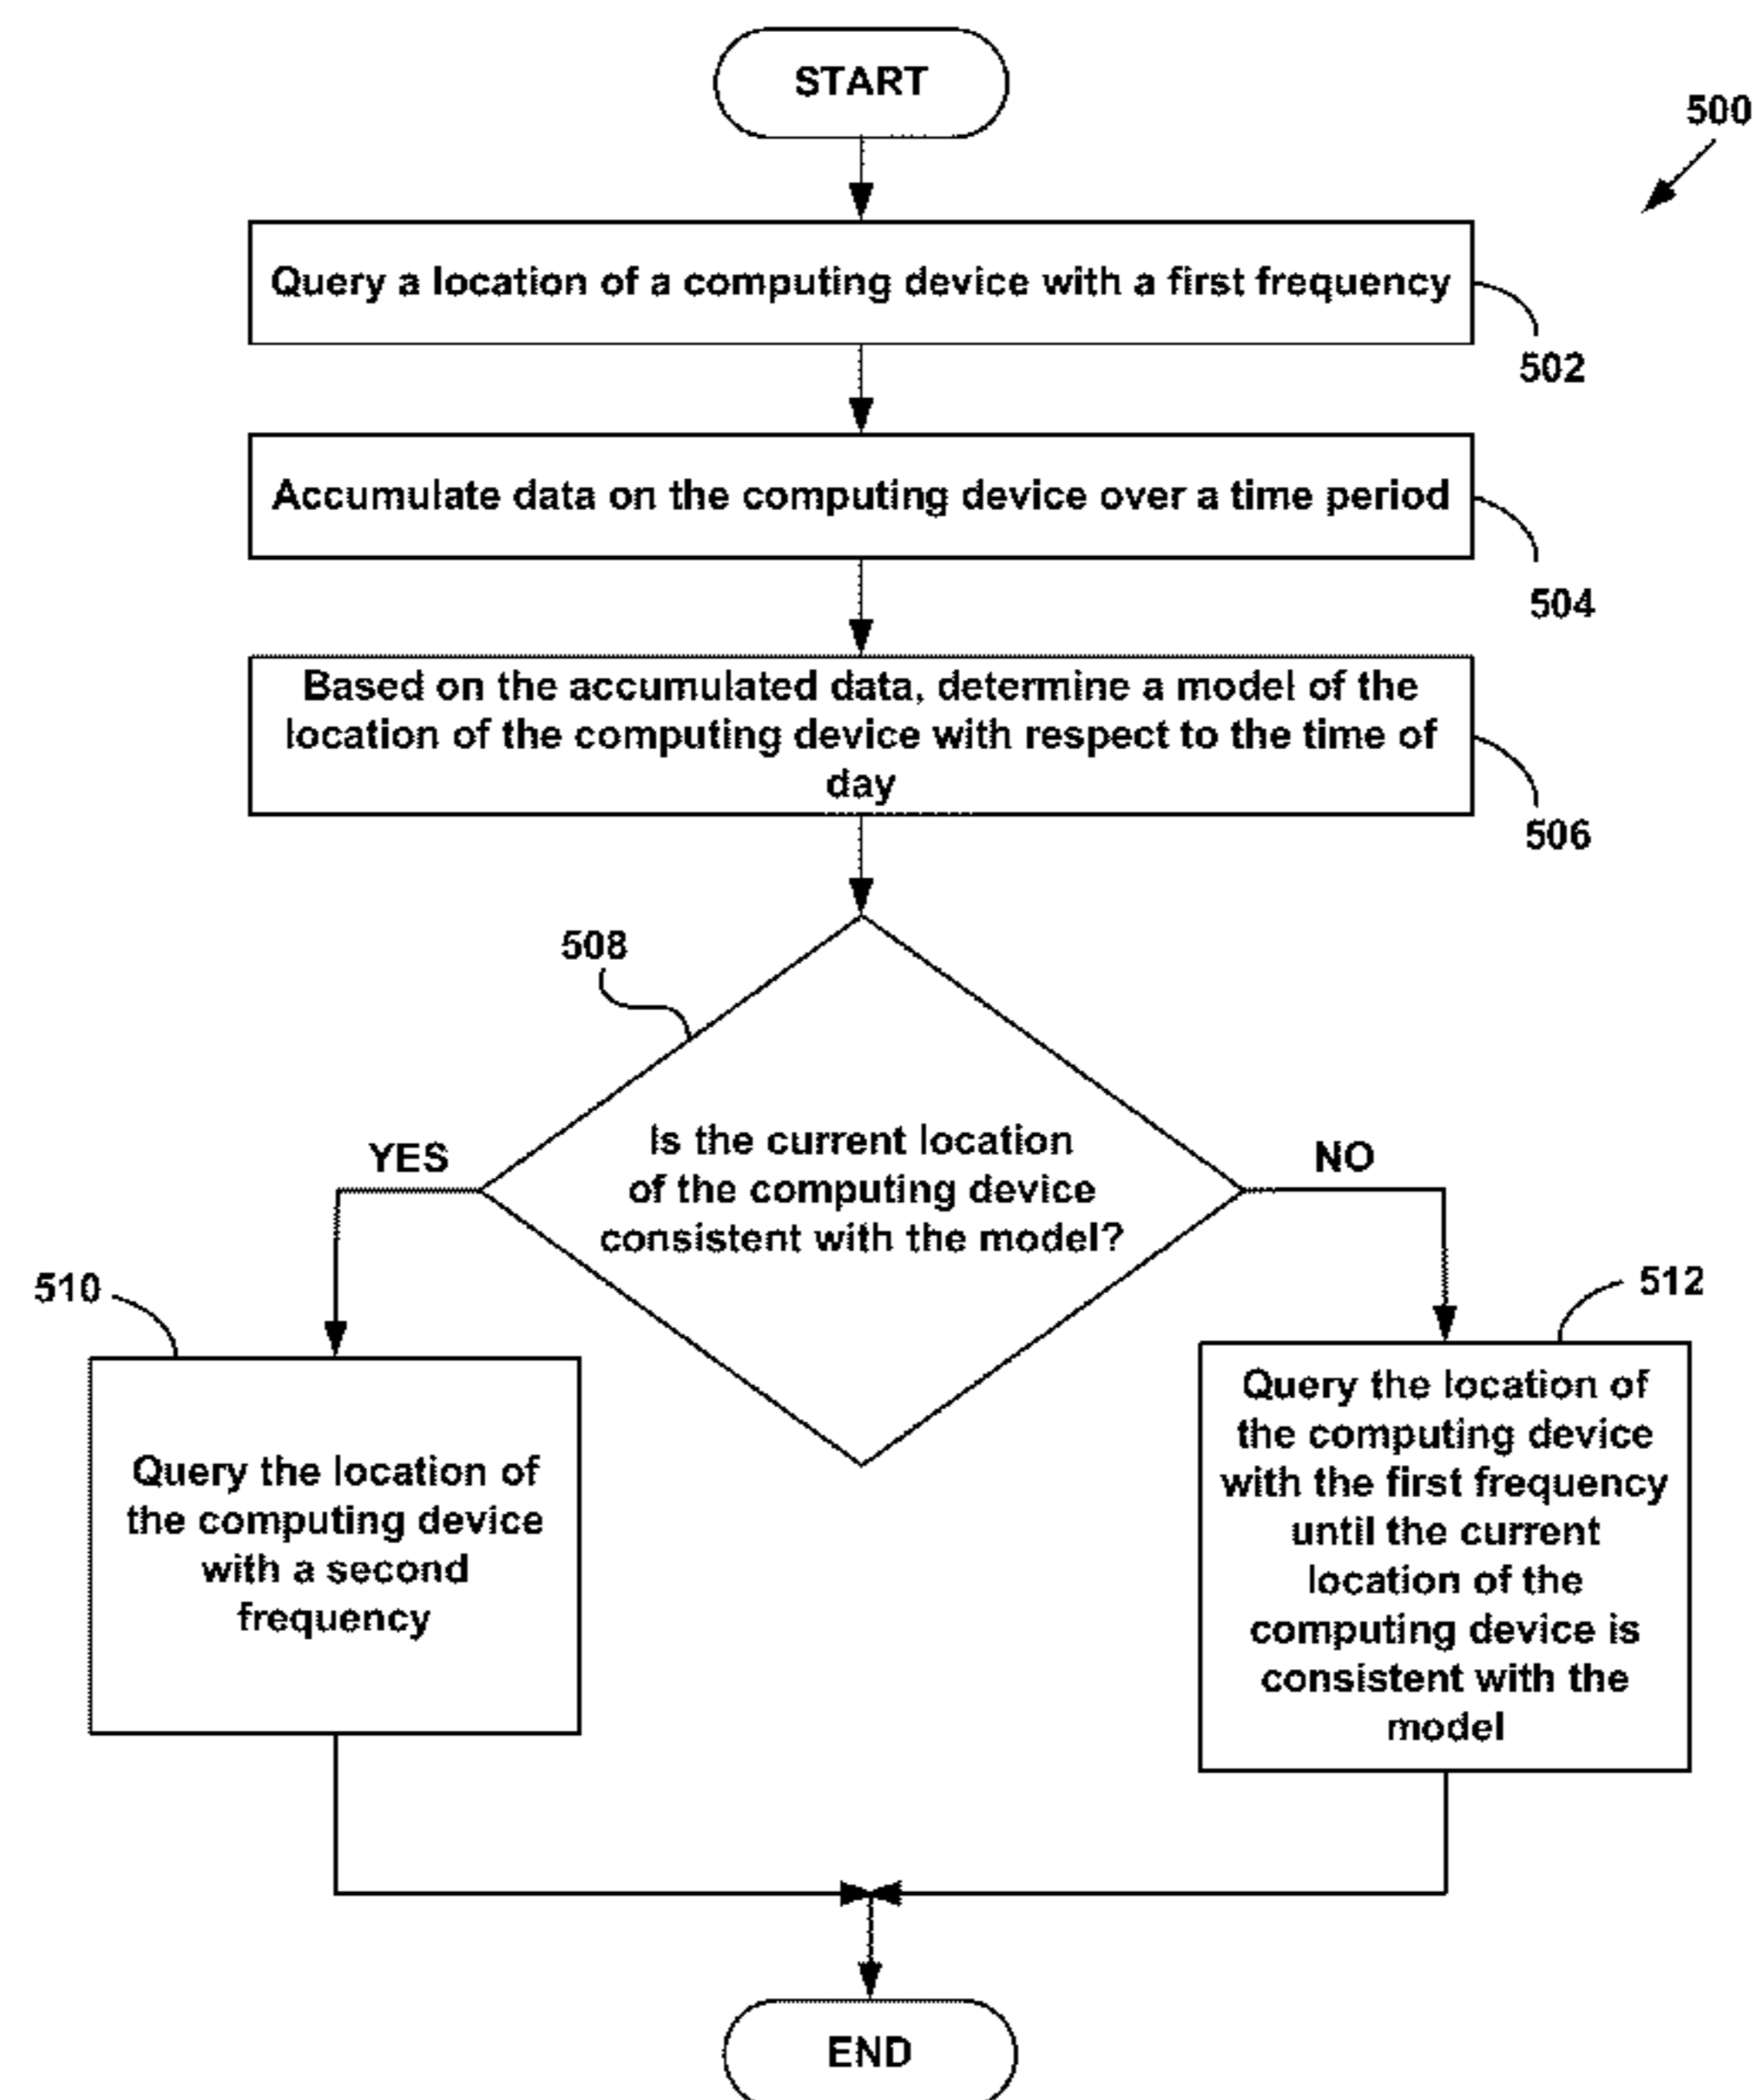 START
500
Query a location of a computing device with a first frequency
502
Accumulate data on the computing device over a time period
504
Based on the accumulated data, determine a model of the
location of the computing device with respect to the time of
day
506
508
Is the current location
of the computing device
consistent with the model?
YES
NO
510
512
Query the location of
the computing device
with a second
frequency
Query the location of
the computing device
with the first frequency
until the current
location of the
computing device is
consistent with the
model
END